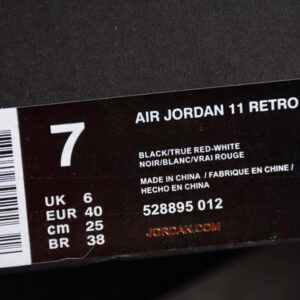 7
AIR JORDAN 11 RETRO
BLACK/TRUE RED-WHITE
NOIR/BLANC/VRAI ROUGE
MADE IN CHINA / FABRIQUE EN CHINE /
HECHO EN CHINA
528895 012
JORDAN.COM
UK 6
EUR 40
cm 25
BR 38